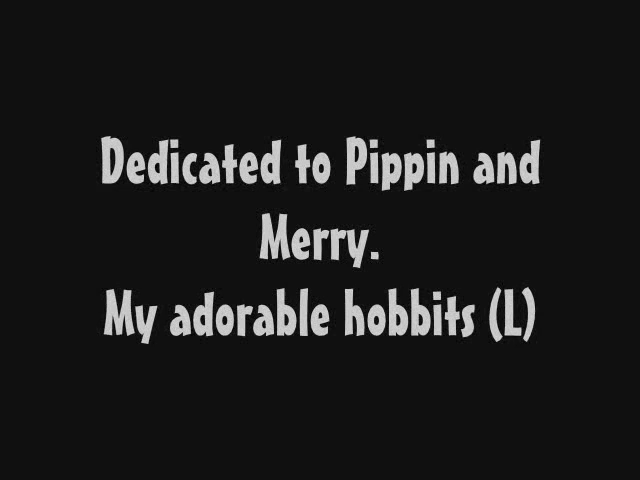 Dedicated to Pippin and
Merry.
My adorable hobbits (L)